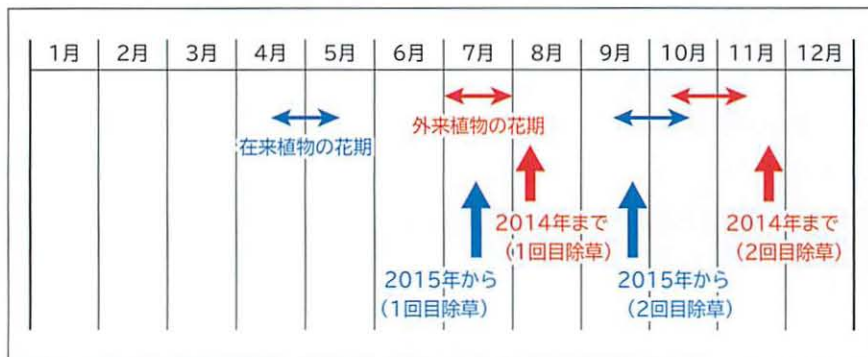 1月 2月 3月 4月 5月 6月 7月 8月 9月 10月 11月 12月
在来植物の花期
外来植物の花期
2014年まで
(1回目除草)
2014年まで
(2回目除草)
2015年から
(1回目除草)
2015年から
(2回目除草)